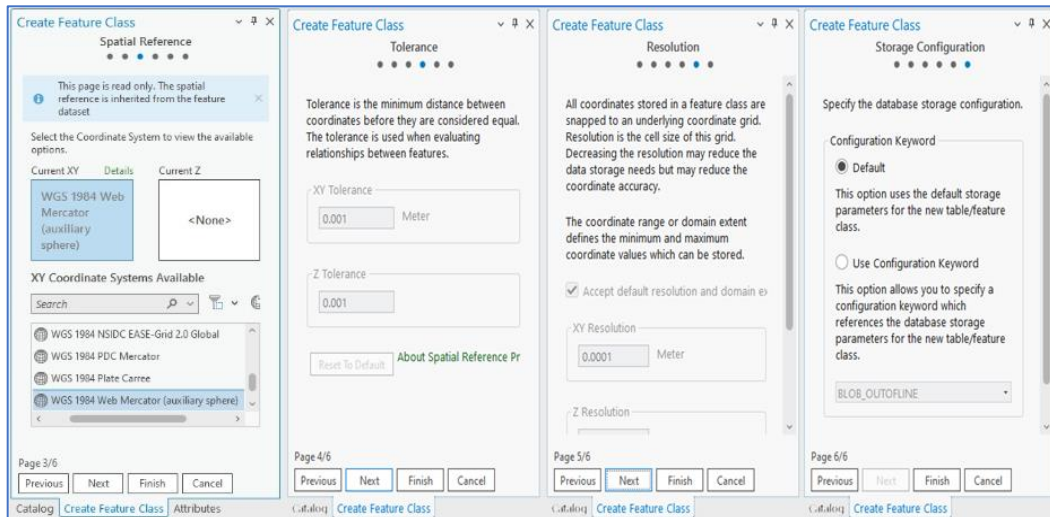 Create Feature Class
Spatial Reference
This page is read only. The spatial
reference is inherited from the feature
dataset
Select the Coordinate System to view the available
options.
Current XY Details Current Z
WGS 1984 Web
Mercator
(auxiliary
sphere)
<None>
XY Coordinate Systems Available
Search
WGS 1984 NSIDC EASE-Grid 2.0 Global
WGS 1984 PDC Mercator
WGS 1984 Plate Carree
WGS 1984 Web Mercator (auxiliary sphere)
Page 3/6
Previous Next Finish Cancel
Catalog Create Feature Class Attributes
Create Feature Class
Tolerance
Tolerance is the minimum distance between
coordinates before they are considered equal.
The tolerance is used when evaluating
relationships between features.
XY Tolerance
0.001 Meter
Z Tolerance
0.001
Reset To Default About Spatial Reference Pr
Page 4/6
Previous Next Finish Cancel
Catalog Create Feature Class
Create Feature Class
Resolution
All coordinates stored in a feature class are
snapped to an underlying coordinate grid.
Resolution is the cell size of this grid.
Decreasing the resolution may reduce the
data storage needs but may reduce the
coordinate accuracy.
The coordinate range or domain extent
defines the minimum and maximum
coordinate values which can be stored.
Accept default resolution and domain ex
XY Resolution
0.0001 Meter
Z Resolution
Page 5/6
Previous Next Finish Cancel
Catalog Create Feature Class
Create Feature Class
Storage Configuration
Specify the database storage configuration.
Configuration Keyword
Default
This option uses the default storage
parameters for the new table/feature
class.
Use Configuration Keyword
This option allows you to specify a
configuration keyword which
references the database storage
parameters for the new table/feature
class.
BLOB_OUTOFLINE
Page 6/6
Previous Next Finish Cancel
Catalog Create Feature Class